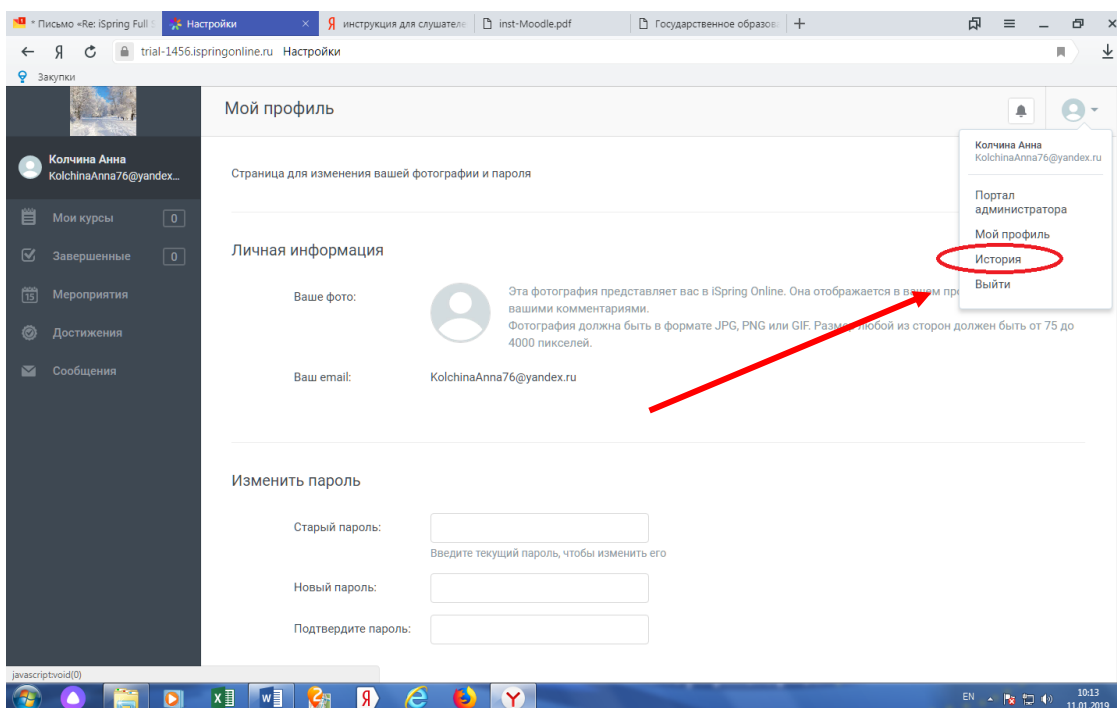 * Письмо «Re: iSpring Full S
Настройки
инструкция для слушателе
inst-Moodle.pdf
Государственное образова
trial-1456.ispringonline.ru Настройки
Закупки
Мой профиль
Колчина Анна
KolchinaAnna76@yandex...
Мои курсы 0
Завершенные 0
15 Мероприятия
Достижения
Сообщения
Колчина Анна
KolchinaAnna76@yandex.ru
Портал
администратора
Мой профиль
История
Выйти
Страница для изменения вашей фотографии и пароля
Личная информация
Ваше фото:
Эта фотография представляет вас в iSpring Online. Она отображается в вашем про
вашими комментариями.
Фотография должна быть в формате JPG, PNG или GIF. Размер любой из сторон должен быть от 75 до
4000 пикселей.
Ваш email: KolchinaAnna76@yandex.ru
Изменить пароль
Старый пароль:
Введите текущий пароль, чтобы изменить его
Новый пароль:
Подтвердите пароль:
javascript:void(0)
EN
10:13
11.01.2019